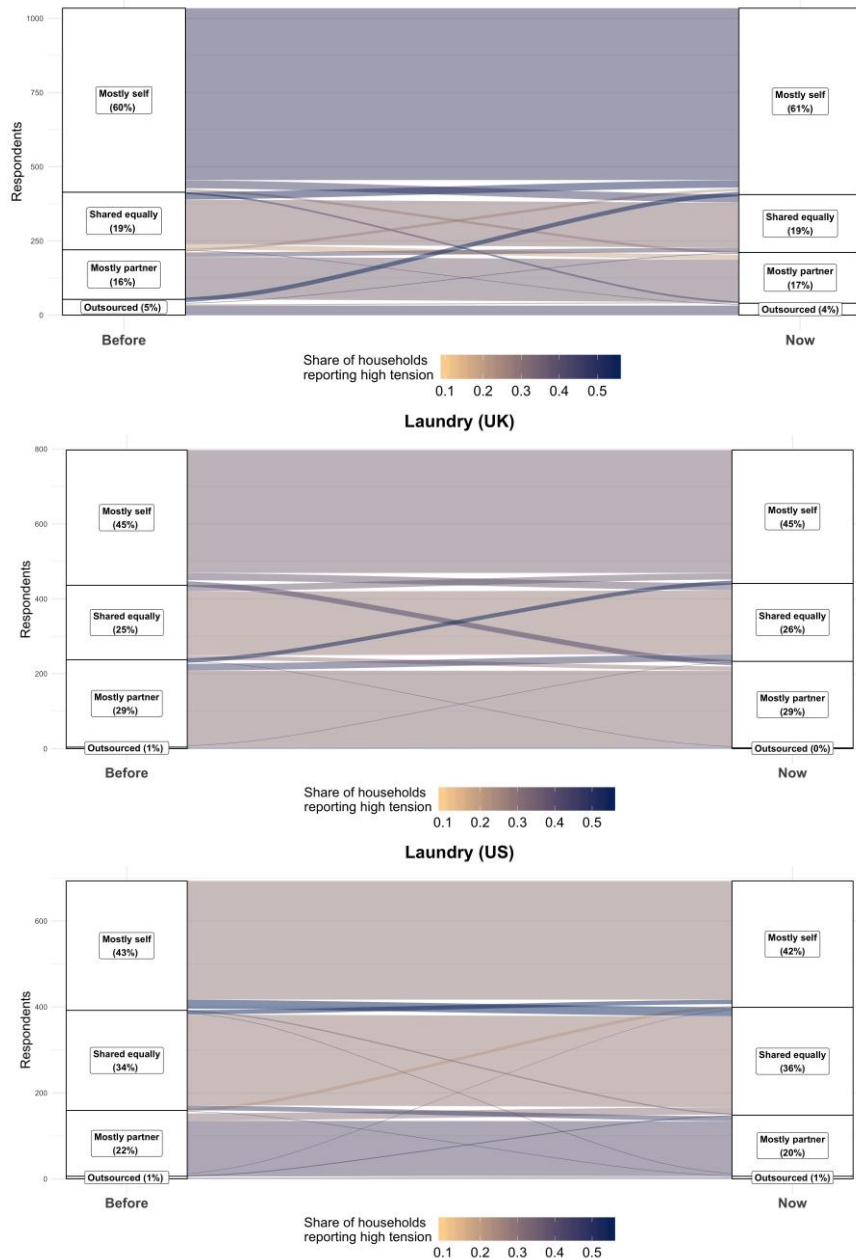 1000
750
500
250
0
Respondents
Mostly self
(60%)
Shared equally
(19%)
Mostly partner
(16%)
Outsourced (5%)
Mostly self
(61%)
Shared equally
(19%)
Mostly partner
(17%)
Outsourced (4%)
Before
Now
Share of households
reporting high tension
0.1 0.2 0.3 0.4 0.5
Laundry (UK)
800
600
400
200
0
Respondents
Mostly self
(45%)
Shared equally
(25%)
Mostly partner
(29%)
Outsourced (1%)
Mostly self
(45%)
Shared equally
(26%)
Mostly partner
(29%)
Outsourced (0%)
Before
Now
Share of households
reporting high tension
0.1 0.2 0.3 0.4 0.5
Laundry (US)
600
400
200
0
Respondents
Mostly self
(43%)
Shared equally
(34%)
Mostly partner
(22%)
Outsourced (1%)
Mostly self
(42%)
Shared equally
(36%)
Mostly partner
(20%)
Outsourced (1%)
Before
Now
Share of households
reporting high tension
0.1 0.2 0.3 0.4 0.5